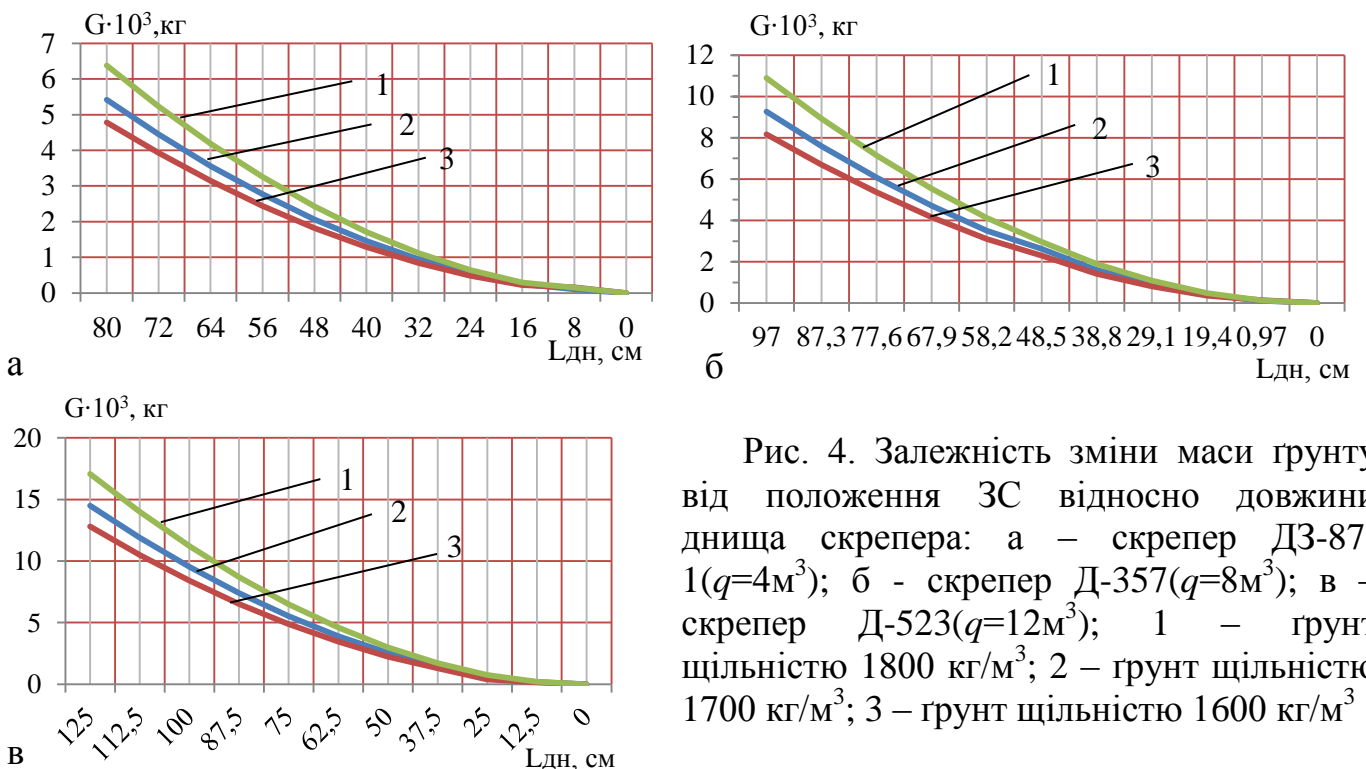 G·10³,кг
7
6
5
4
3
2
1
0
1
2
3
80 72 64 56 48 40 32 24 16 8 0
Lдн, см
а
G·10³, кг
12
10
8
6
4
2
0
1
2
3
97 87,3 77,6 67,9 58,2 48,5 38,8 29,1 19,4 0,97 0
Lдн, см
б
G·10³, кг
20
15
10
5
0
1
2
3
125 112,5 100 87,5 75 62,5 50 37,5 25 12,5 0
Lдн, см
в
Рис. 4. Залежність зміни маси ґрунту
від положення ЗС відносно довжини
днища скрепера: а – скрепер ДЗ-87
1(q=4м³); б - скрепер Д-357(q=8м³); в –
скрепер Д-523(q=12м³); 1 – ґрунт
щільністю 1800 кг/м³; 2 – ґрунт щільністю
1700 кг/м³; 3 – ґрунт щільністю 1600 кг/м³